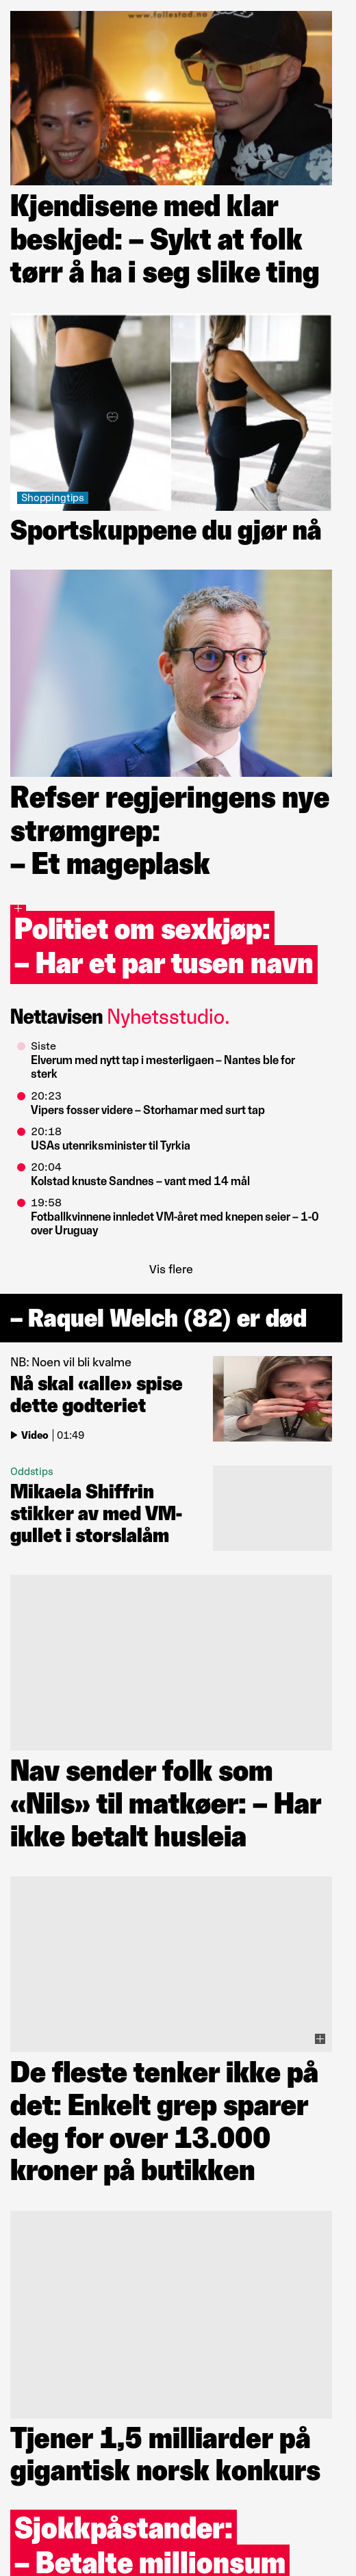 www.follestad.no
Kjendisene med klar
beskjed: – Sykt at folk
tørr å ha i seg slike ting
Shoppingtips
Sportskuppene du gjør nå
Refser regjeringens nye
strømgrep:
– Et mageplask
Politiet om sexkjøp:
– Har et par tusen navn
Nettavisen Nyhetsstudio.
Siste
Elverum med nytt tap i mesterligaen – Nantes ble for
sterk
20:23
Vipers fosser videre – Storhamar med surt tap
20:18
USAs utenriksminister til Tyrkia
20:04
Kolstad knuste Sandnes – vant med 14 mål
19:58
Fotballkvinnene innledet VM-året med knepen seier – 1-0
over Uruguay
Vis flere
– Raquel Welch (82) er død
NB: Noen vil bli kvalme
Nå skal «alle» spise
dette godteriet
Video | 01:49
Oddstips
Mikaela Shiffrin
stikker av med VM-
gullet i storslalåm
Nav sender folk som
«Nils» til matkøer: – Har
ikke betalt husleia
De fleste tenker ikke på
det: Enkelt grep sparer
deg for over 13.000
kroner på butikken
Tjener 1,5 milliarder på
gigantisk norsk konkurs
Sjokkpåstander:
– Betalte millionsum